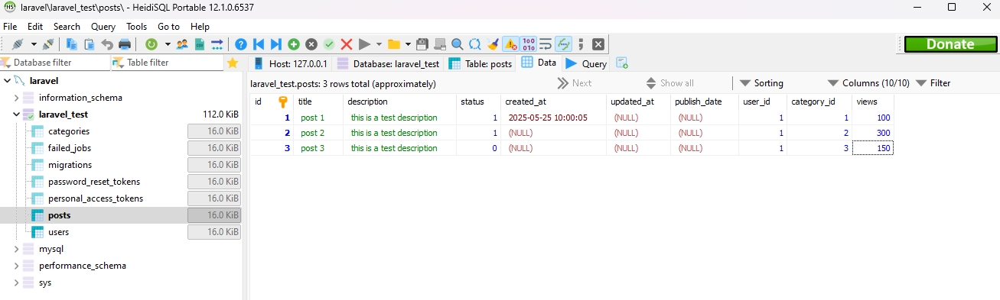 laravel\laravel_test\posts\ - HeidiSQL Portable 12.1.0.6537
File Edit Search Query Tools Go to Help
Donate
Database filter Table filter
Host: 127.0.0.1 Database: laravel_test Table: posts Data Query
laravel_test.posts: 3 rows total (approximately) Next Show all Sorting Columns (10/10) Filter
laravel
information_schema
laravel_test 112.0 KiB
categories 16.0 KiB
failed_jobs 16.0 KiB
migrations 16.0 KiB
password_reset_tokens 16.0 KiB
personal_access_tokens 16.0 KiB
posts 16.0 KiB
users 16.0 KiB
mysql
performance_schema
sys
id title description status created_at updated_at publish_date user_id category_id views
1 post 1 this is a test description 1 2025-05-25 10:00:05 (NULL) (NULL) 1 1 100
2 post 2 this is a test description 1 (NULL) (NULL) (NULL) 1 2 300
3 post 3 this is a test description 0 (NULL) (NULL) (NULL) 1 3 150